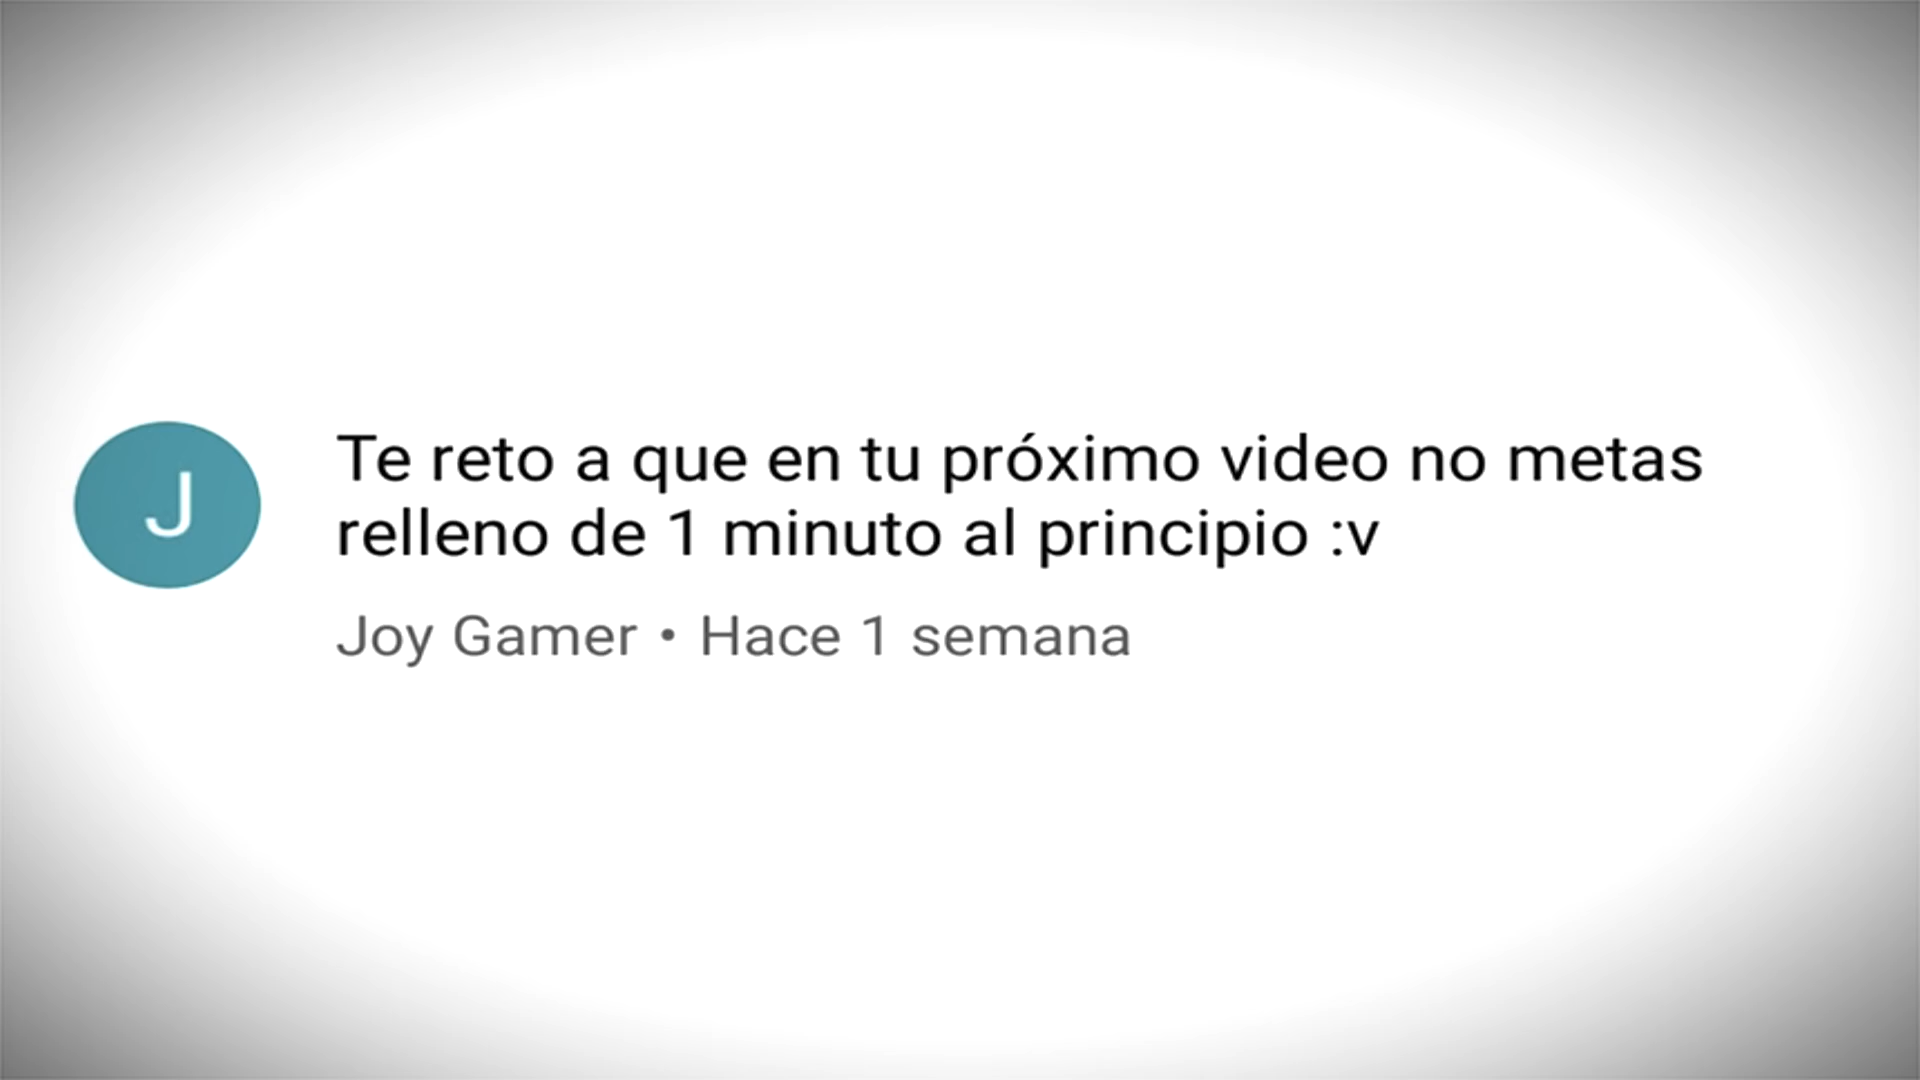 J
Te reto a que en tu próximo video no metas
relleno de 1 minuto al principio :v
Joy Gamer • Hace 1 semana